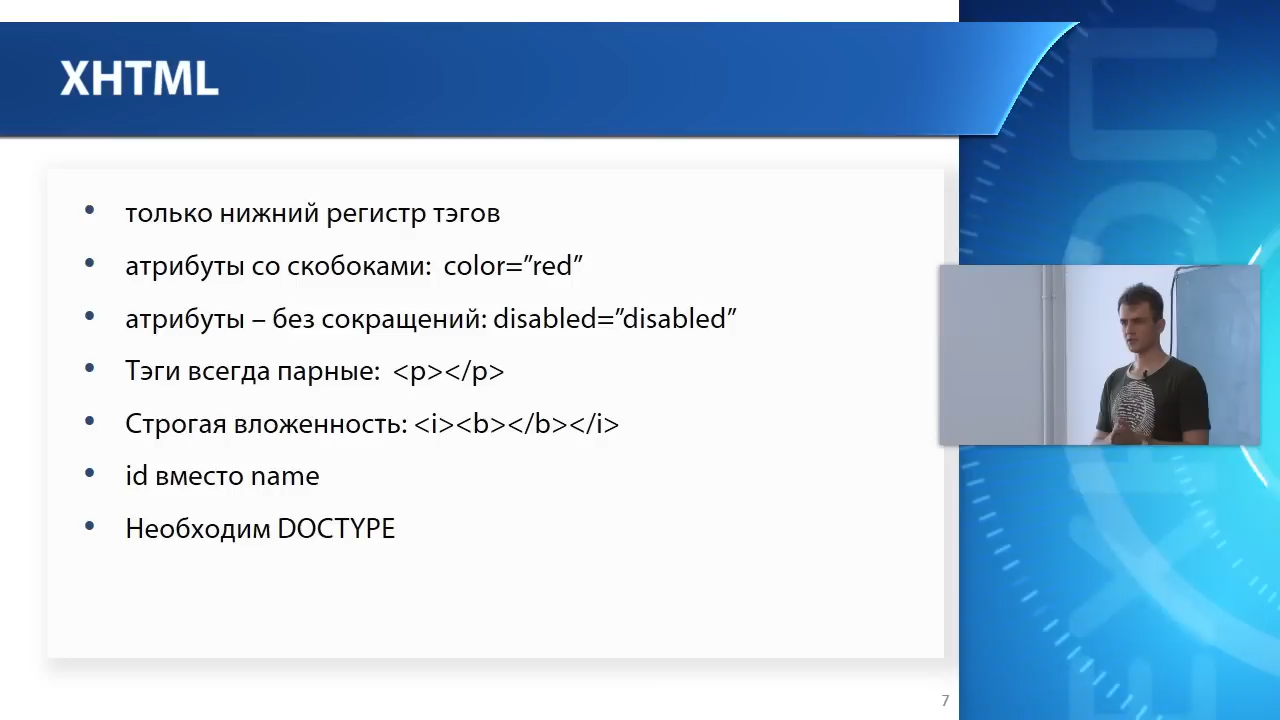 XHTML
• только нижний регистр тэгов
• атрибуты со скобоками: color=”red”
• атрибуты – без сокращений: disabled=”disabled”
• Тэги всегда парные: <p></p>
• Строгая вложенность: <i><b></b></i>
• id вместо name
• Необходим DOCTYPE
7